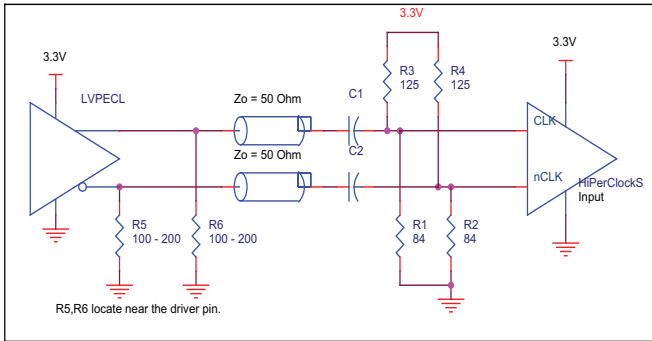 3.3V
3.3V
3.3V
R3
125
R4
125
LVPECL
Zo = 50 Ohm
C1
CLK
Zo = 50 Ohm
C2
nCLK
HiPerClockS
Input
R5
100 - 200
R6
100 - 200
R1
84
R2
84
R5,R6 locate near the driver pin.